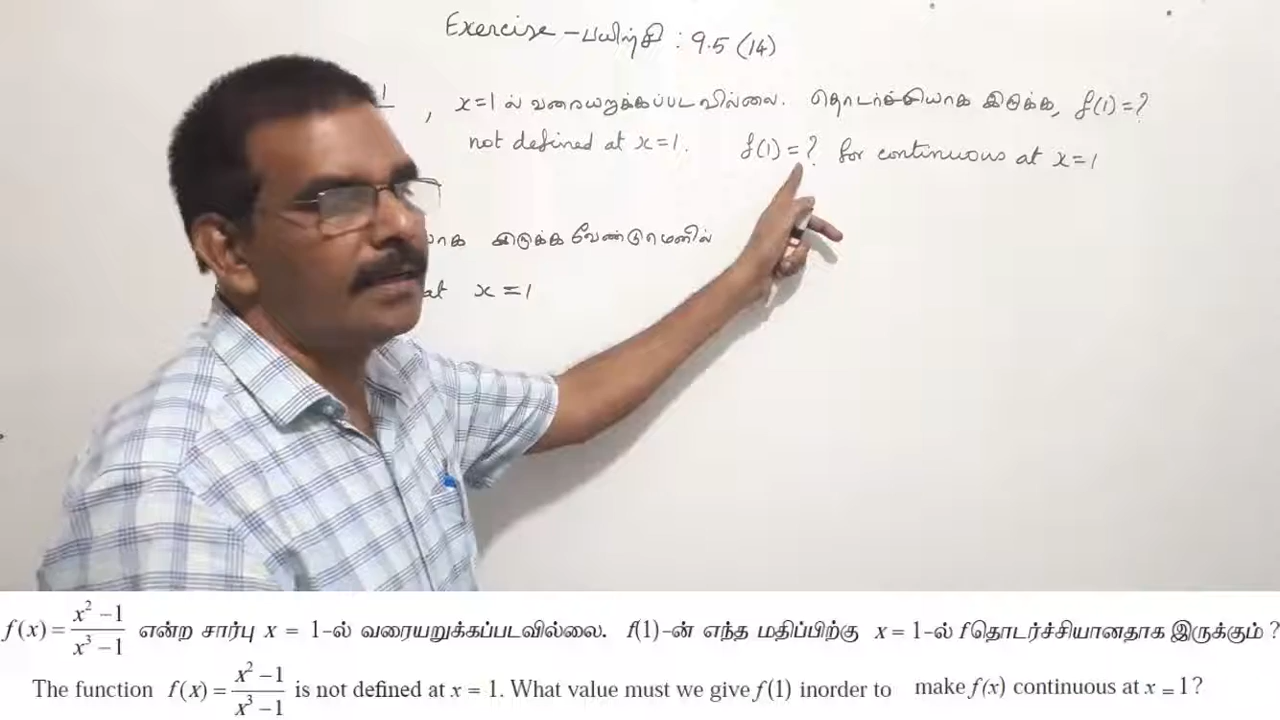 Exercise - பயிற்சி : 9.5 (14)
1 , x=1 ல் வரையறுக்கப்படவில்லை. தொடர்ச்சியாக இருக்க, f(1) = ?
not defined at x=1. f(1) = ? for continuous at x=1
யாக இருக்க வேண்டுமெனில்
at x = 1
f(x) = x² – 1 / x³ – 1 என்ற சார்பு x = 1-ல் வரையறுக்கப்படவில்லை. f(1)-ன் எந்த மதிப்பிற்கு x = 1-ல் f தொடர்ச்சியானதாக இருக்கும் ?
The function f(x) = x² – 1 / x³ – 1 is not defined at x = 1. What value must we give f(1) inorder to make f(x) continuous at x = 1?